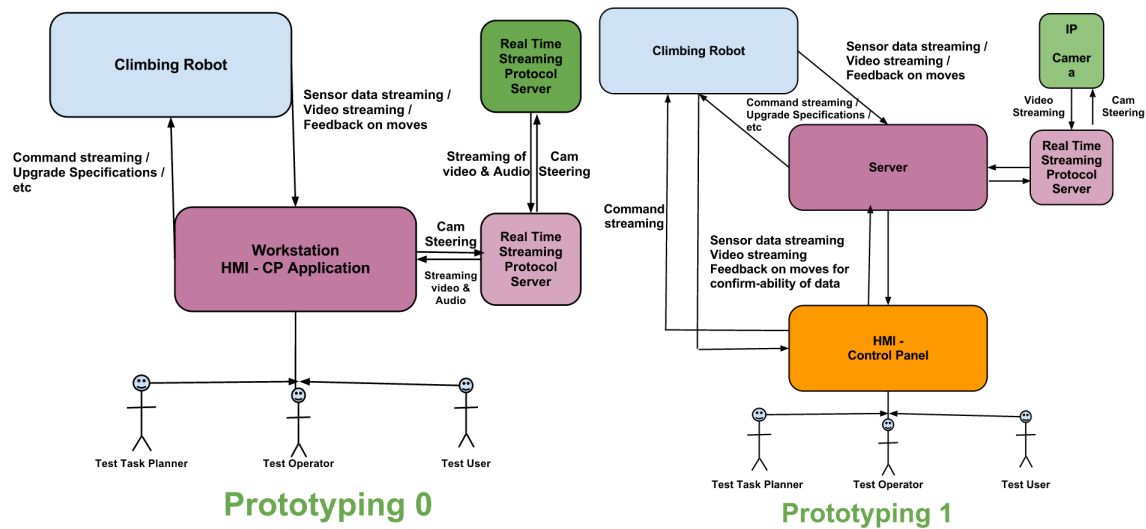 Climbing Robot
Real Time
Streaming
Protocol
Server
Sensor data streaming /
Video streaming /
Feedback on moves
Command streaming /
Upgrade Specifications /
etc
Streaming of
video & Audio
Cam
Steering
Workstation
HMI - CP Application
Cam
Steering
Streaming
video &
Audio
Real Time
Streaming
Protocol
Server
Test Task Planner
Test Operator
Test User
Prototyping 0
Climbing Robot
Sensor data streaming /
Video streaming /
Feedback on moves
IP
Camer
a
Video
Streaming
Cam
Steering
Command streaming /
Upgrade Specifications /
etc
Server
Real Time
Streaming
Protocol
Server
Command
streaming
Sensor data streaming
Video streaming
Feedback on moves for
confirm-ability of data
HMI -
Control Panel
Test Task Planner
Test Operator
Test User
Prototyping 1